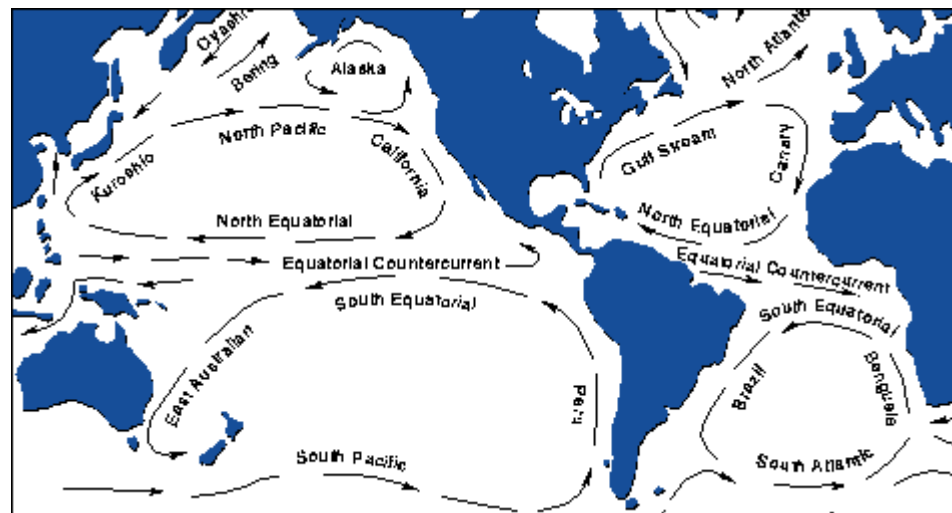 Oyashio
Bering
Alaska
North Atlantic
North Pacific
California
Kuroshio
Gulf Stream
Canary
North Equatorial
North Equatorial
Equatorial Countercurrent
Equatorial Countercurrent
South Equatorial
South Equatorial
East Australian
Peru
Brazil
Benguela
South Pacific
South Atlantic